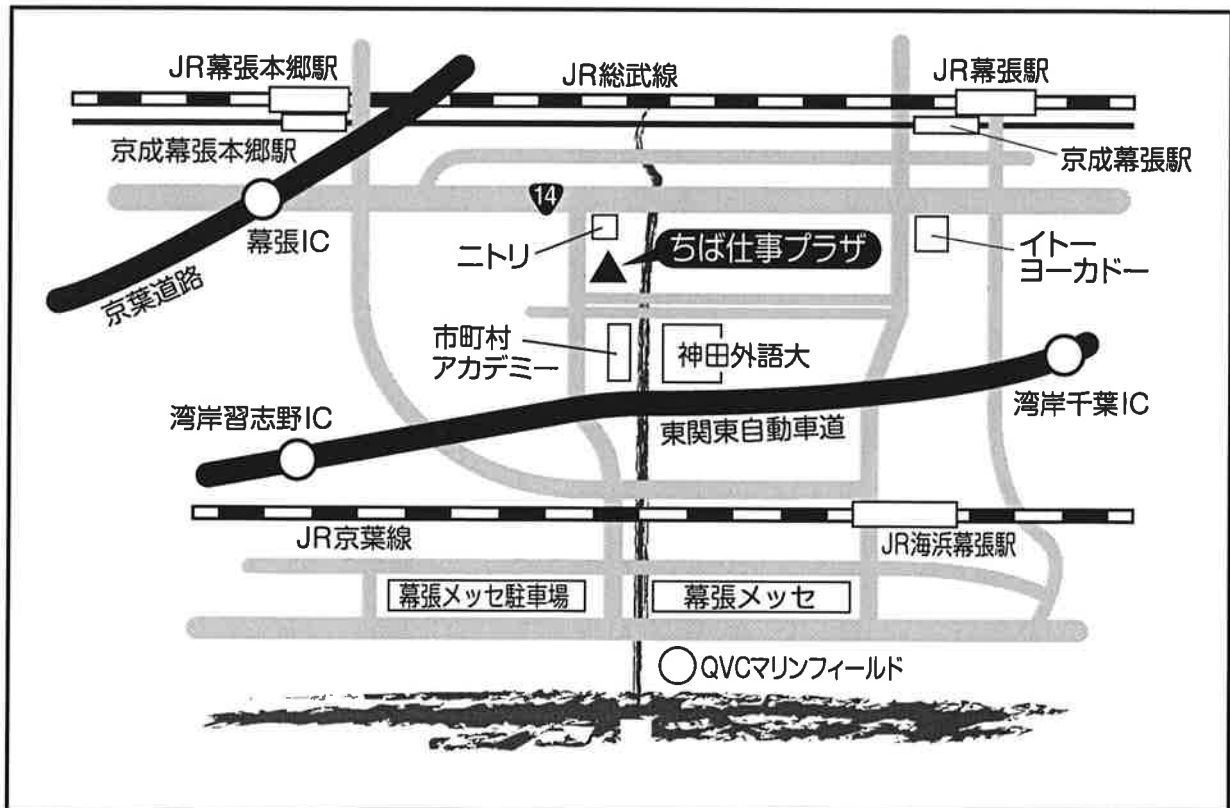 JR幕張本郷駅
JR総武線
JR幕張駅
京成幕張本郷駅
京成幕張駅
14
幕張IC
京葉道路
ニトリ
ちば仕事プラザ
イトー
ヨーカドー
市町村
アカデミー
神田外語大
湾岸習志野IC
東関東自動車道
湾岸千葉IC
JR京葉線
JR海浜幕張駅
幕張メッセ駐車場
幕張メッセ
QVCマリンフィールド